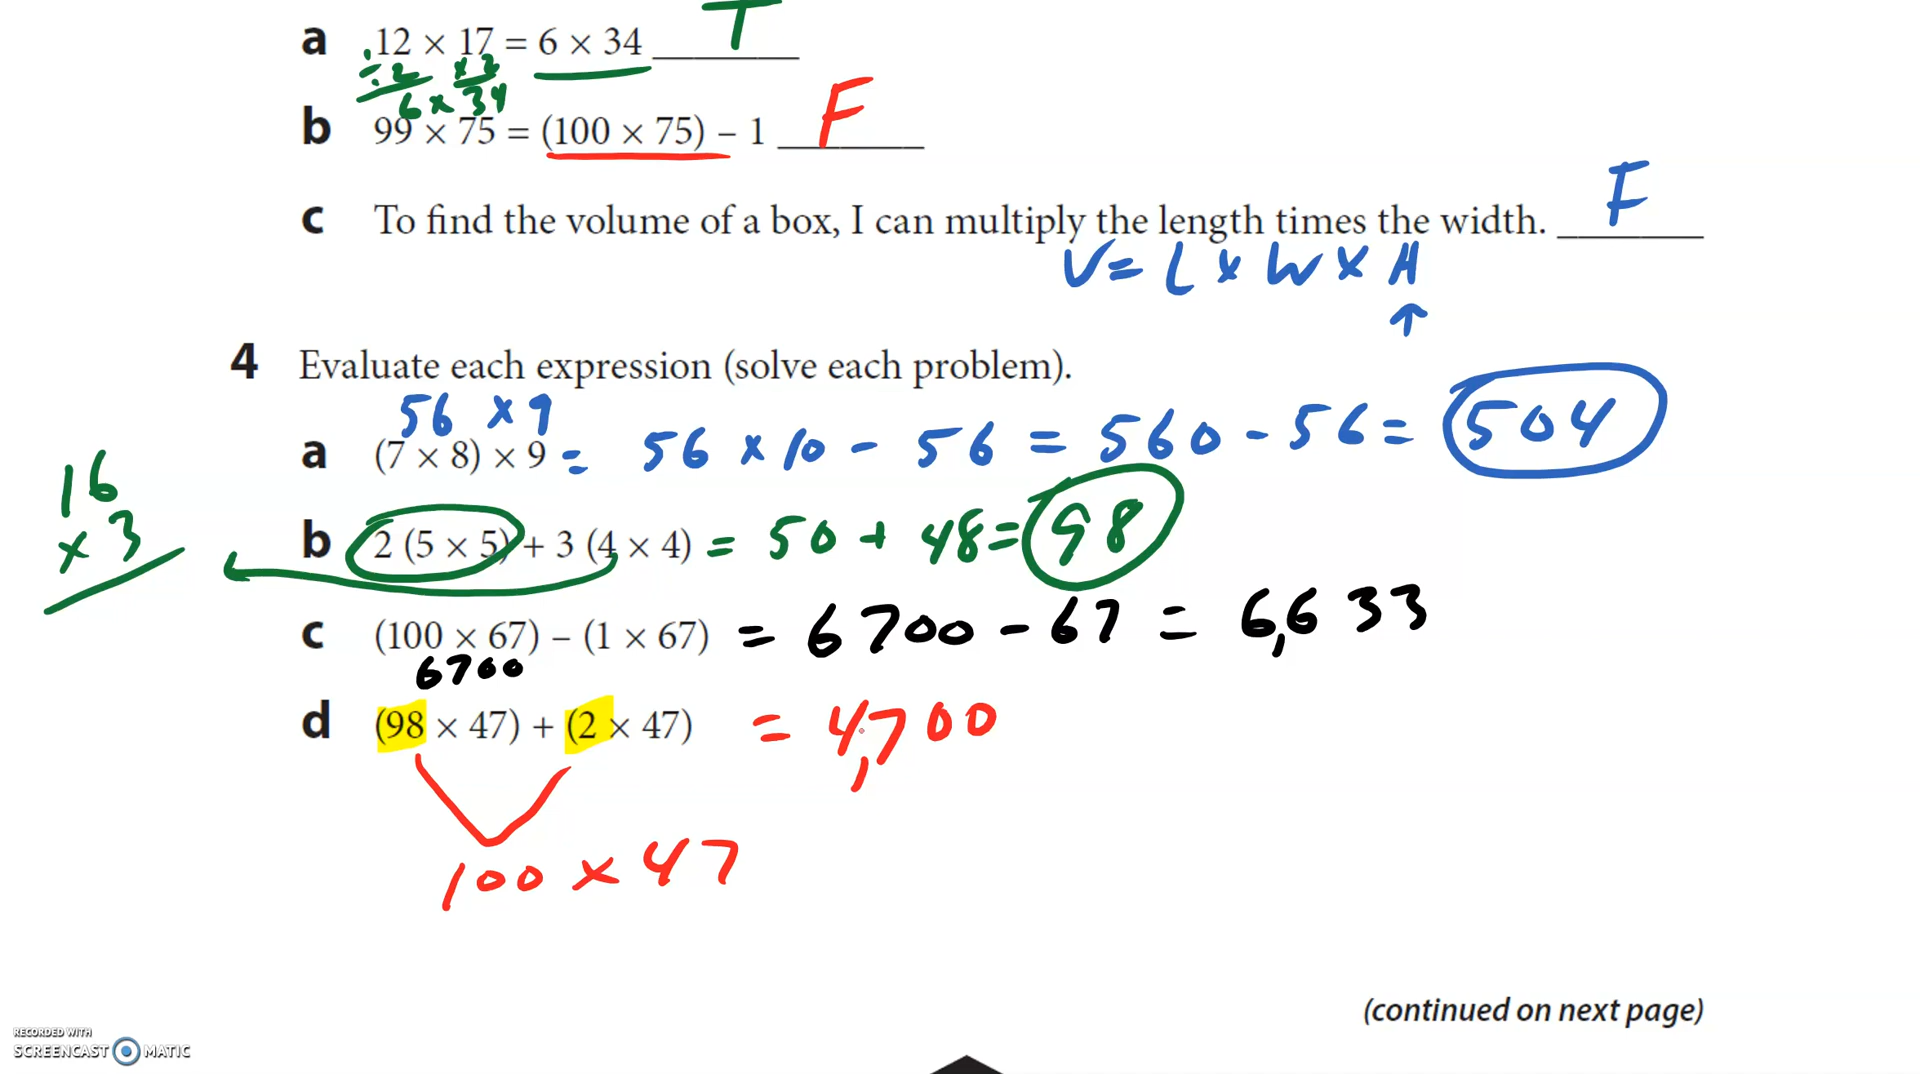 a 12 × 17 = 6 × 34 ______ T
÷ 2 × 2
6 × 34
b 99 × 75 = (100 × 75) – 1 ______ F
c To find the volume of a box, I can multiply the length times the width. ______ F
V = L × W × H
↑
4 Evaluate each expression (solve each problem).
56 × 9
a (7 × 8) × 9 = 56 × 10 - 56 = 560 - 56 = 504
16
× 3
b 2 (5 × 5) + 3 (4 × 4) = 50 + 48 = 98
c (100 × 67) – (1 × 67) = 6700 - 67 = 6,633
6700
d (98 × 47) + (2 × 47) = 4,700
100 × 47
(continued on next page)
RECORDED WITH
SCREENCAST MATIC